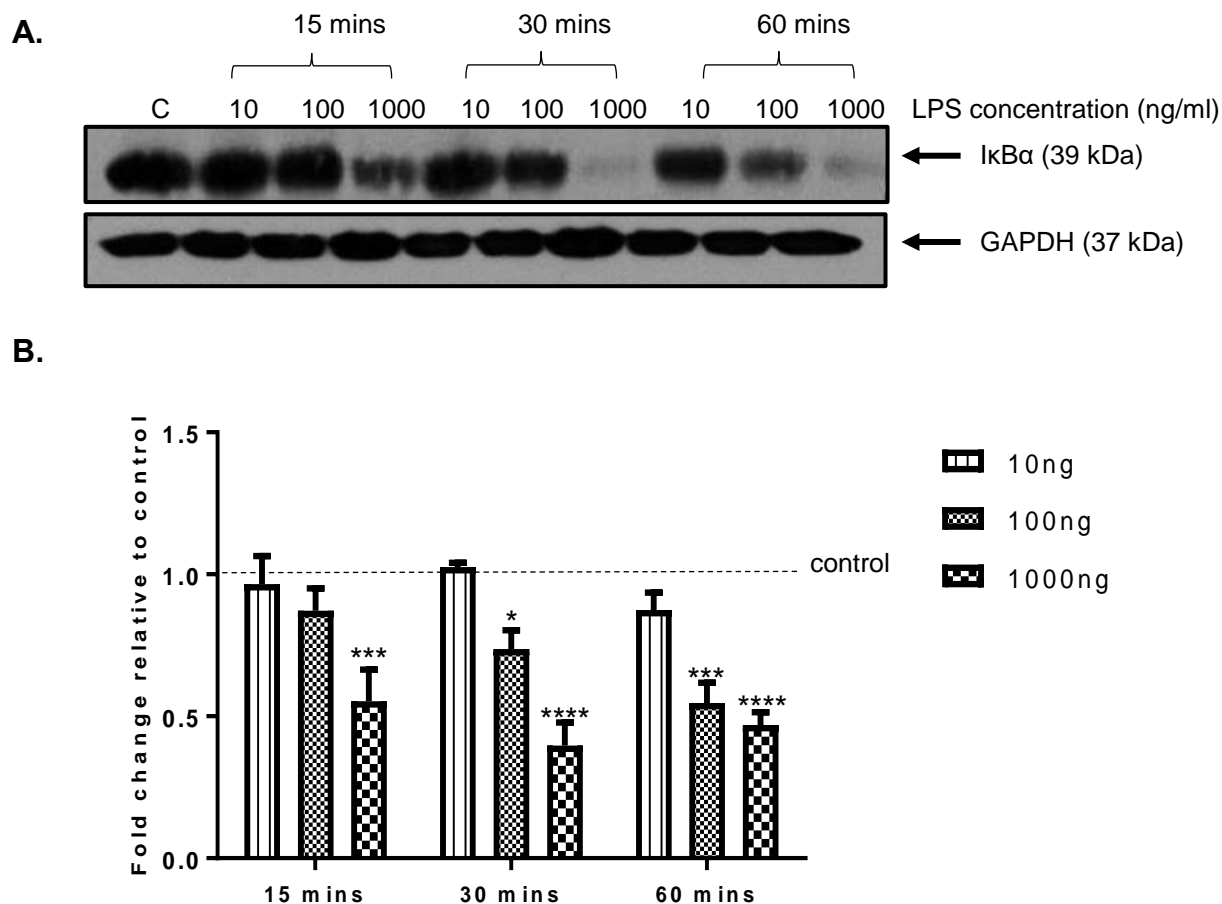 A.
15 mins 30 mins 60 mins
C 10 100 1000 10 100 1000 10 100 1000 LPS concentration (ng/ml)
IκBα (39 kDa)
GAPDH (37 kDa)
B.
Fold change relative to control
1.5
1.0
0.5
0.0
control
***
*
****
***
****
15 mins 30 mins 60 mins
10ng
100ng
1000ng